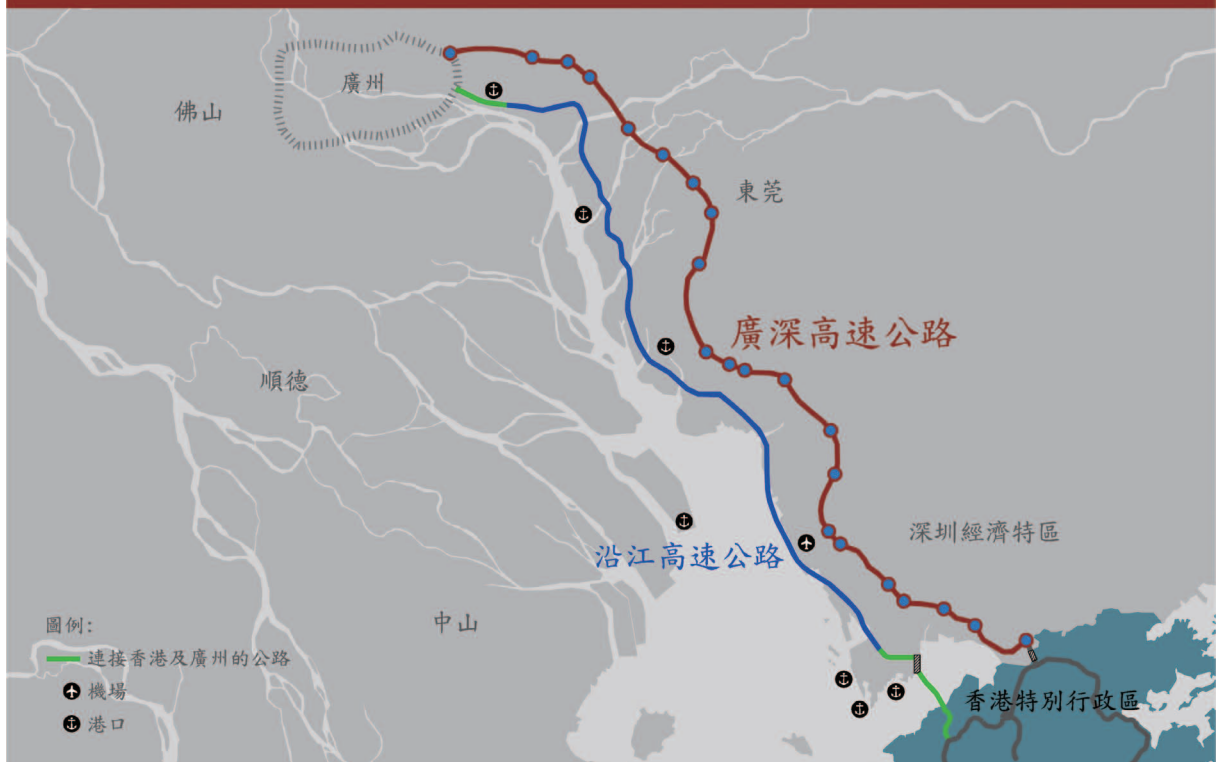 廣州
佛山
東莞
廣深高速公路
順德
深圳經濟特區
沿江高速公路
中山
圖例:
連接香港及廣州的公路
機場
港口
香港特別行政區